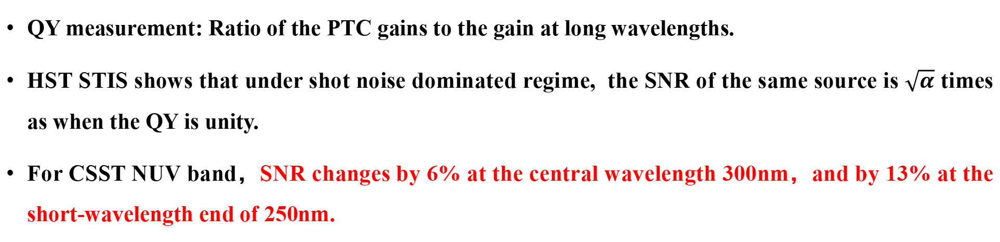 • QY measurement: Ratio of the PTC gains to the gain at long wavelengths.
• HST STIS shows that under shot noise dominated regime, the SNR of the same source is √α times
as when the QY is unity.
• For CSST NUV band，SNR changes by 6% at the central wavelength 300nm，and by 13% at the
short-wavelength end of 250nm.